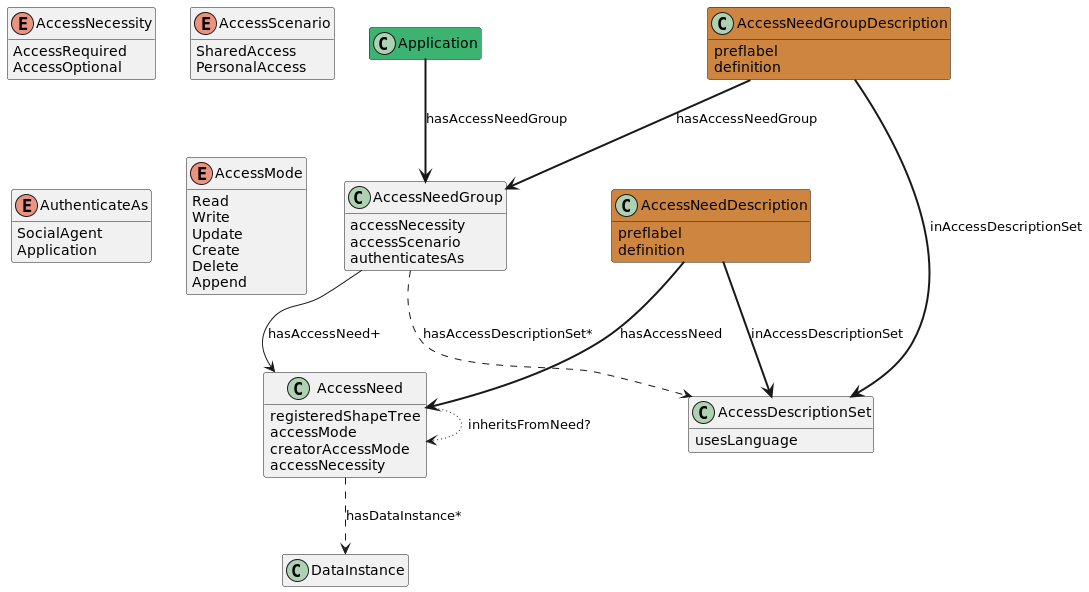 E AccessNecessity
AccessRequired
AccessOptional
E AccessScenario
SharedAccess
PersonalAccess
C Application
C AccessNeedGroupDescription
preflabel
definition
hasAccessNeedGroup
hasAccessNeedGroup
E AuthenticateAs
SocialAgent
Application
E AccessMode
Read
Write
Update
Create
Delete
Append
C AccessNeedGroup
accessNecessity
accessScenario
authenticatesAs
C AccessNeedDescription
preflabel
definition
inAccessDescriptionSet
hasAccessNeed+
hasAccessDescriptionSet*
hasAccessNeed
inAccessDescriptionSet
C AccessNeed
registeredShapeTree
accessMode
creatorAccessMode
accessNecessity
inheritsFromNeed?
C AccessDescriptionSet
usesLanguage
hasDataInstance*
C DataInstance